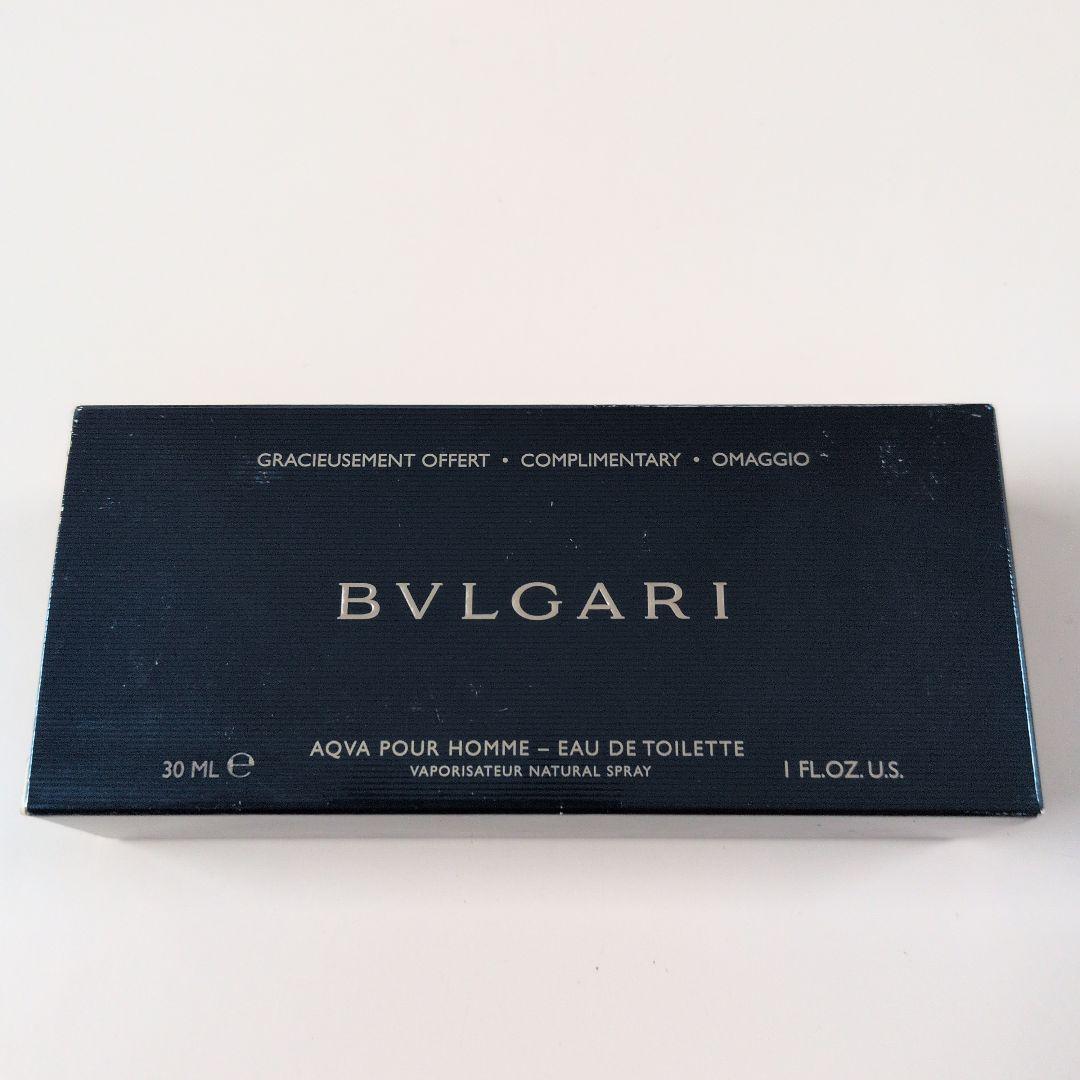 GRACIEUSEMENT OFFERT • COMPLIMENTARY • OMAGGIO
BVLGARI
AQVA POUR HOMME – EAU DE TOILETTE
30 ML ℮ VAPORISATEUR NATURAL SPRAY 1 FL.OZ. U.S.